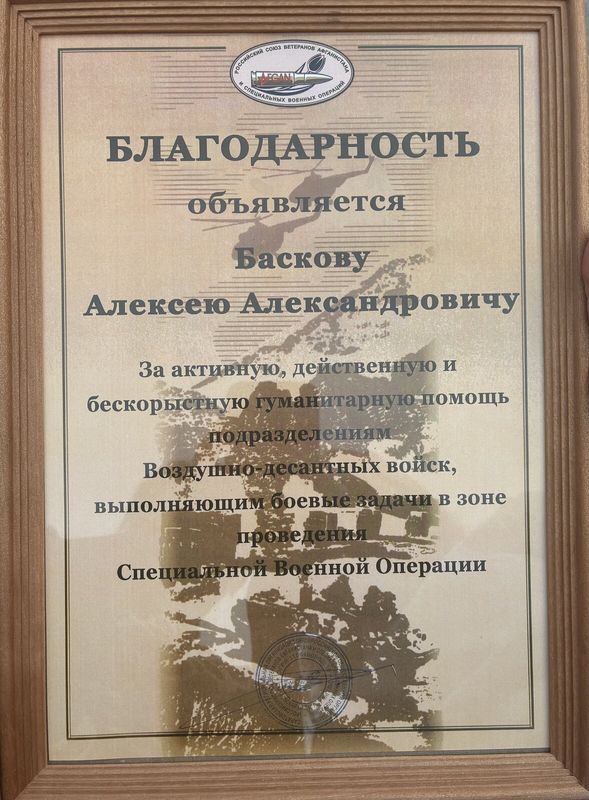 РОССИЙСКИЙ СОЮЗ ВЕТЕРАНОВ АФГАНИСТАНА
AFGAN
И СПЕЦИАЛЬНЫХ ВОЕННЫХ ОПЕРАЦИЙ
БЛАГОДАРНОСТЬ
объявляется
Баскову
Алексею Александровичу
За активную, действенную и
бескорыстную гуманитарную помощь
подразделениям
Воздушно-десантных войск,
выполняющим боевые задачи в зоне
проведения
Специальной Военной Операции